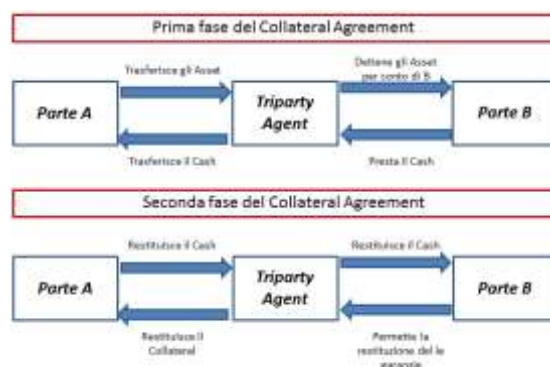 Prima fase del Collateral Agreement
Trasferisce gli Asset
Detiene gli Asset
per conto di B
Parte A
Triparty
Agent
Parte B
Trasferisce il Cash
Presta il Cash
Seconda fase del Collateral Agreement
Restituisce il Cash
Restituisce il Cash
Parte A
Triparty
Agent
Parte B
Restituisce il
Collateral
Permette la
restituzione del le
garanzie